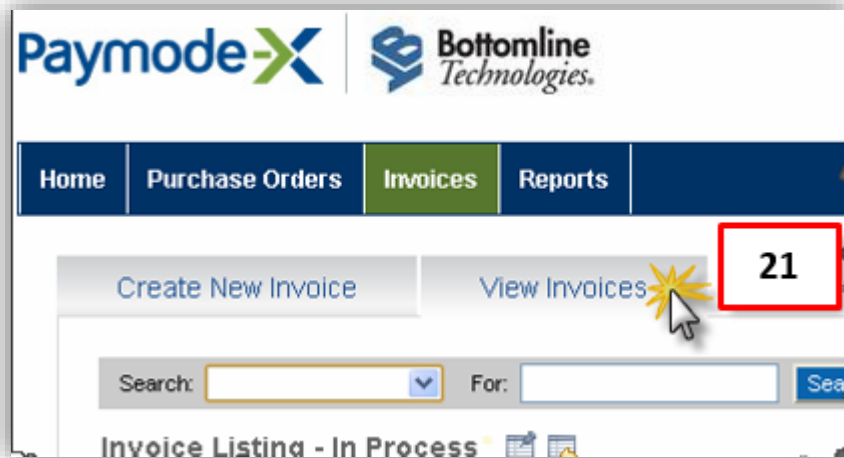 Paymode-X
Bottomline
Technologies.
Home Purchase Orders Invoices Reports
Create New Invoice View Invoices 21
Search: For:
Invoice Listing - In Process